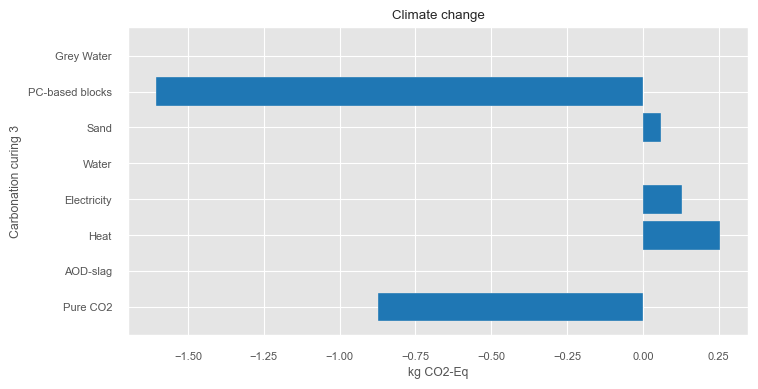 Climate change
Grey Water
PC-based blocks
Sand
Water
Electricity
Heat
AOD-slag
Pure CO2
Carbonation curing 3
−1.50 −1.25 −1.00 −0.75 −0.50 −0.25 0.00 0.25
kg CO2-Eq